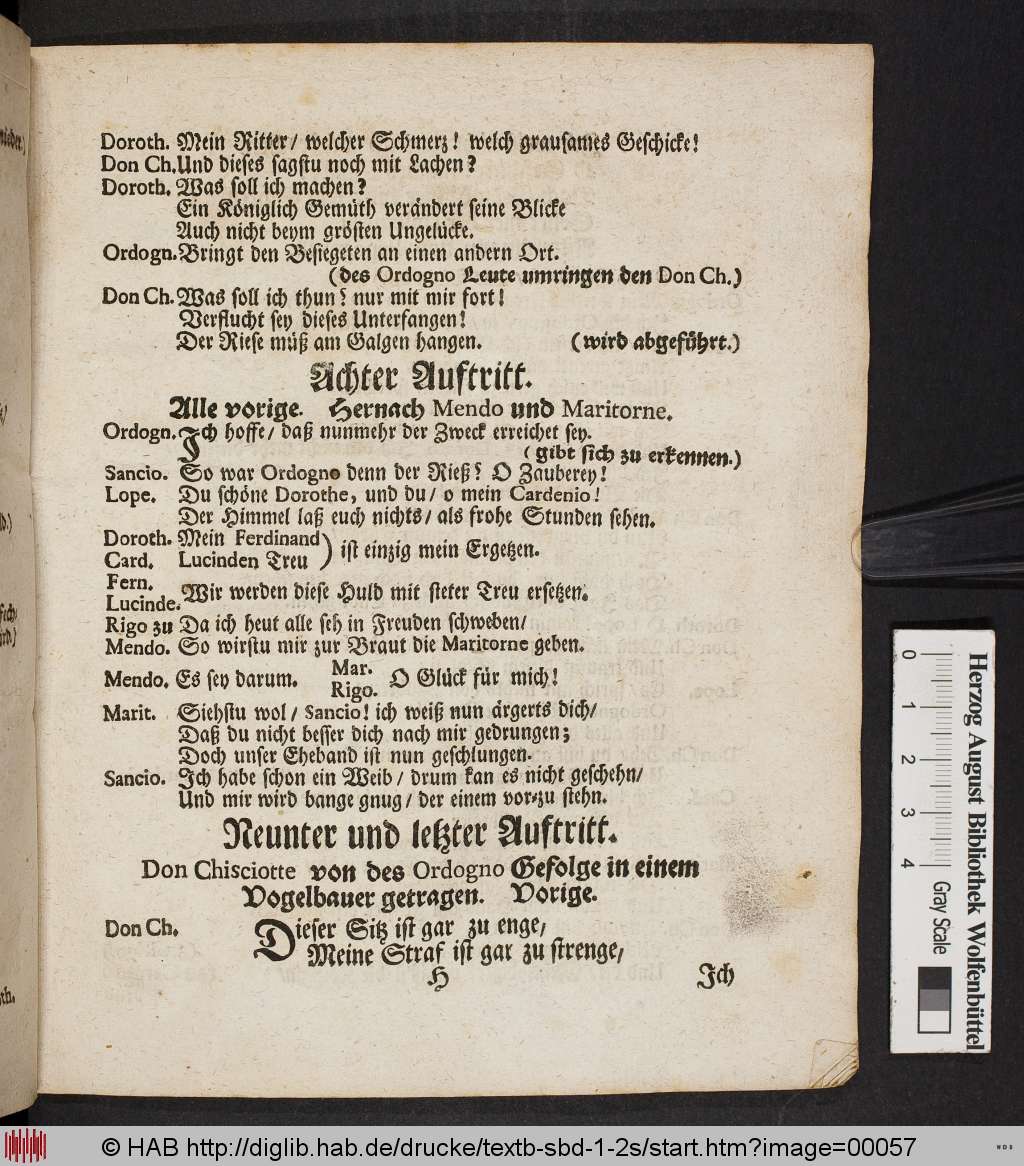 Doroth. Mein Ritter/ welcher Schmerz! welch grausames Geschicke!
Don Ch. Und dieses sagstu noch mit Lachen?
Doroth. Was soll ich machen?
Ein Königlich Gemüth verändert seine Blicke
Auch nicht beym grösten Ungelücke.
Ordogn. Bringt den Besiegeten an einen andern Ort.
(des Ordogno Leute umringen den Don Ch.)
Don Ch. Was soll ich thun? nur mit mir fort!
Verflucht sey dieses Unterfangen!
Der Riese müß am Galgen hangen. (wird abgeführt.)
Achter Auftritt.
Alle vorige. Hernach Mendo und Maritorne.
Ordogn. Ich hoffe/ daß nunmehr der Zweck erreichet sey.
(gibt sich zu erkennen.)
Sancio. So war Ordogno denn der Rieß? O Zauberey!
Lope. Du schöne Dorothe, und du/ o mein Cardenio!
Der Himmel laß euch nichts/ als frohe Stunden sehen.
Doroth. Mein Ferdinand
Card. Lucinden Treu ) ist einzig mein Ergetzen.
Fern.
Lucinde. Wir werden diese Huld mit steter Treu ersetzen.
Rigo zu Da ich heut alle seh in Freuden schweben/
Mendo. So wirstu mir zur Braut die Maritorne geben.
Mendo. Es sey darum. Mar.
Rigo. O Glück für mich!
Marit. Siehstu wol/ Sancio! ich weiß nun ärgerts dich/
Daß du nicht besser dich nach mir gedrungen;
Doch unser Eheband ist nun geschlungen.
Sancio. Ich habe schon ein Weib/ drum kan es nicht geschehn/
Und mir wird bange gnug/ der einem vor-zu stehn.
Neunter und letzter Auftritt.
Don Chisciotte von des Ordogno Gefolge in einem
Vogelbauer getragen. Vorige.
Don Ch. Dieser Sitz ist gar zu enge,
Meine Straf ist gar zu strenge,
H Ich
0 1 2 3 4
Herzog August Bibliothek Wolfenbüttel
Gray Scale
© HAB http://diglib.hab.de/drucke/textb-sbd-1-2s/start.htm?image=00057